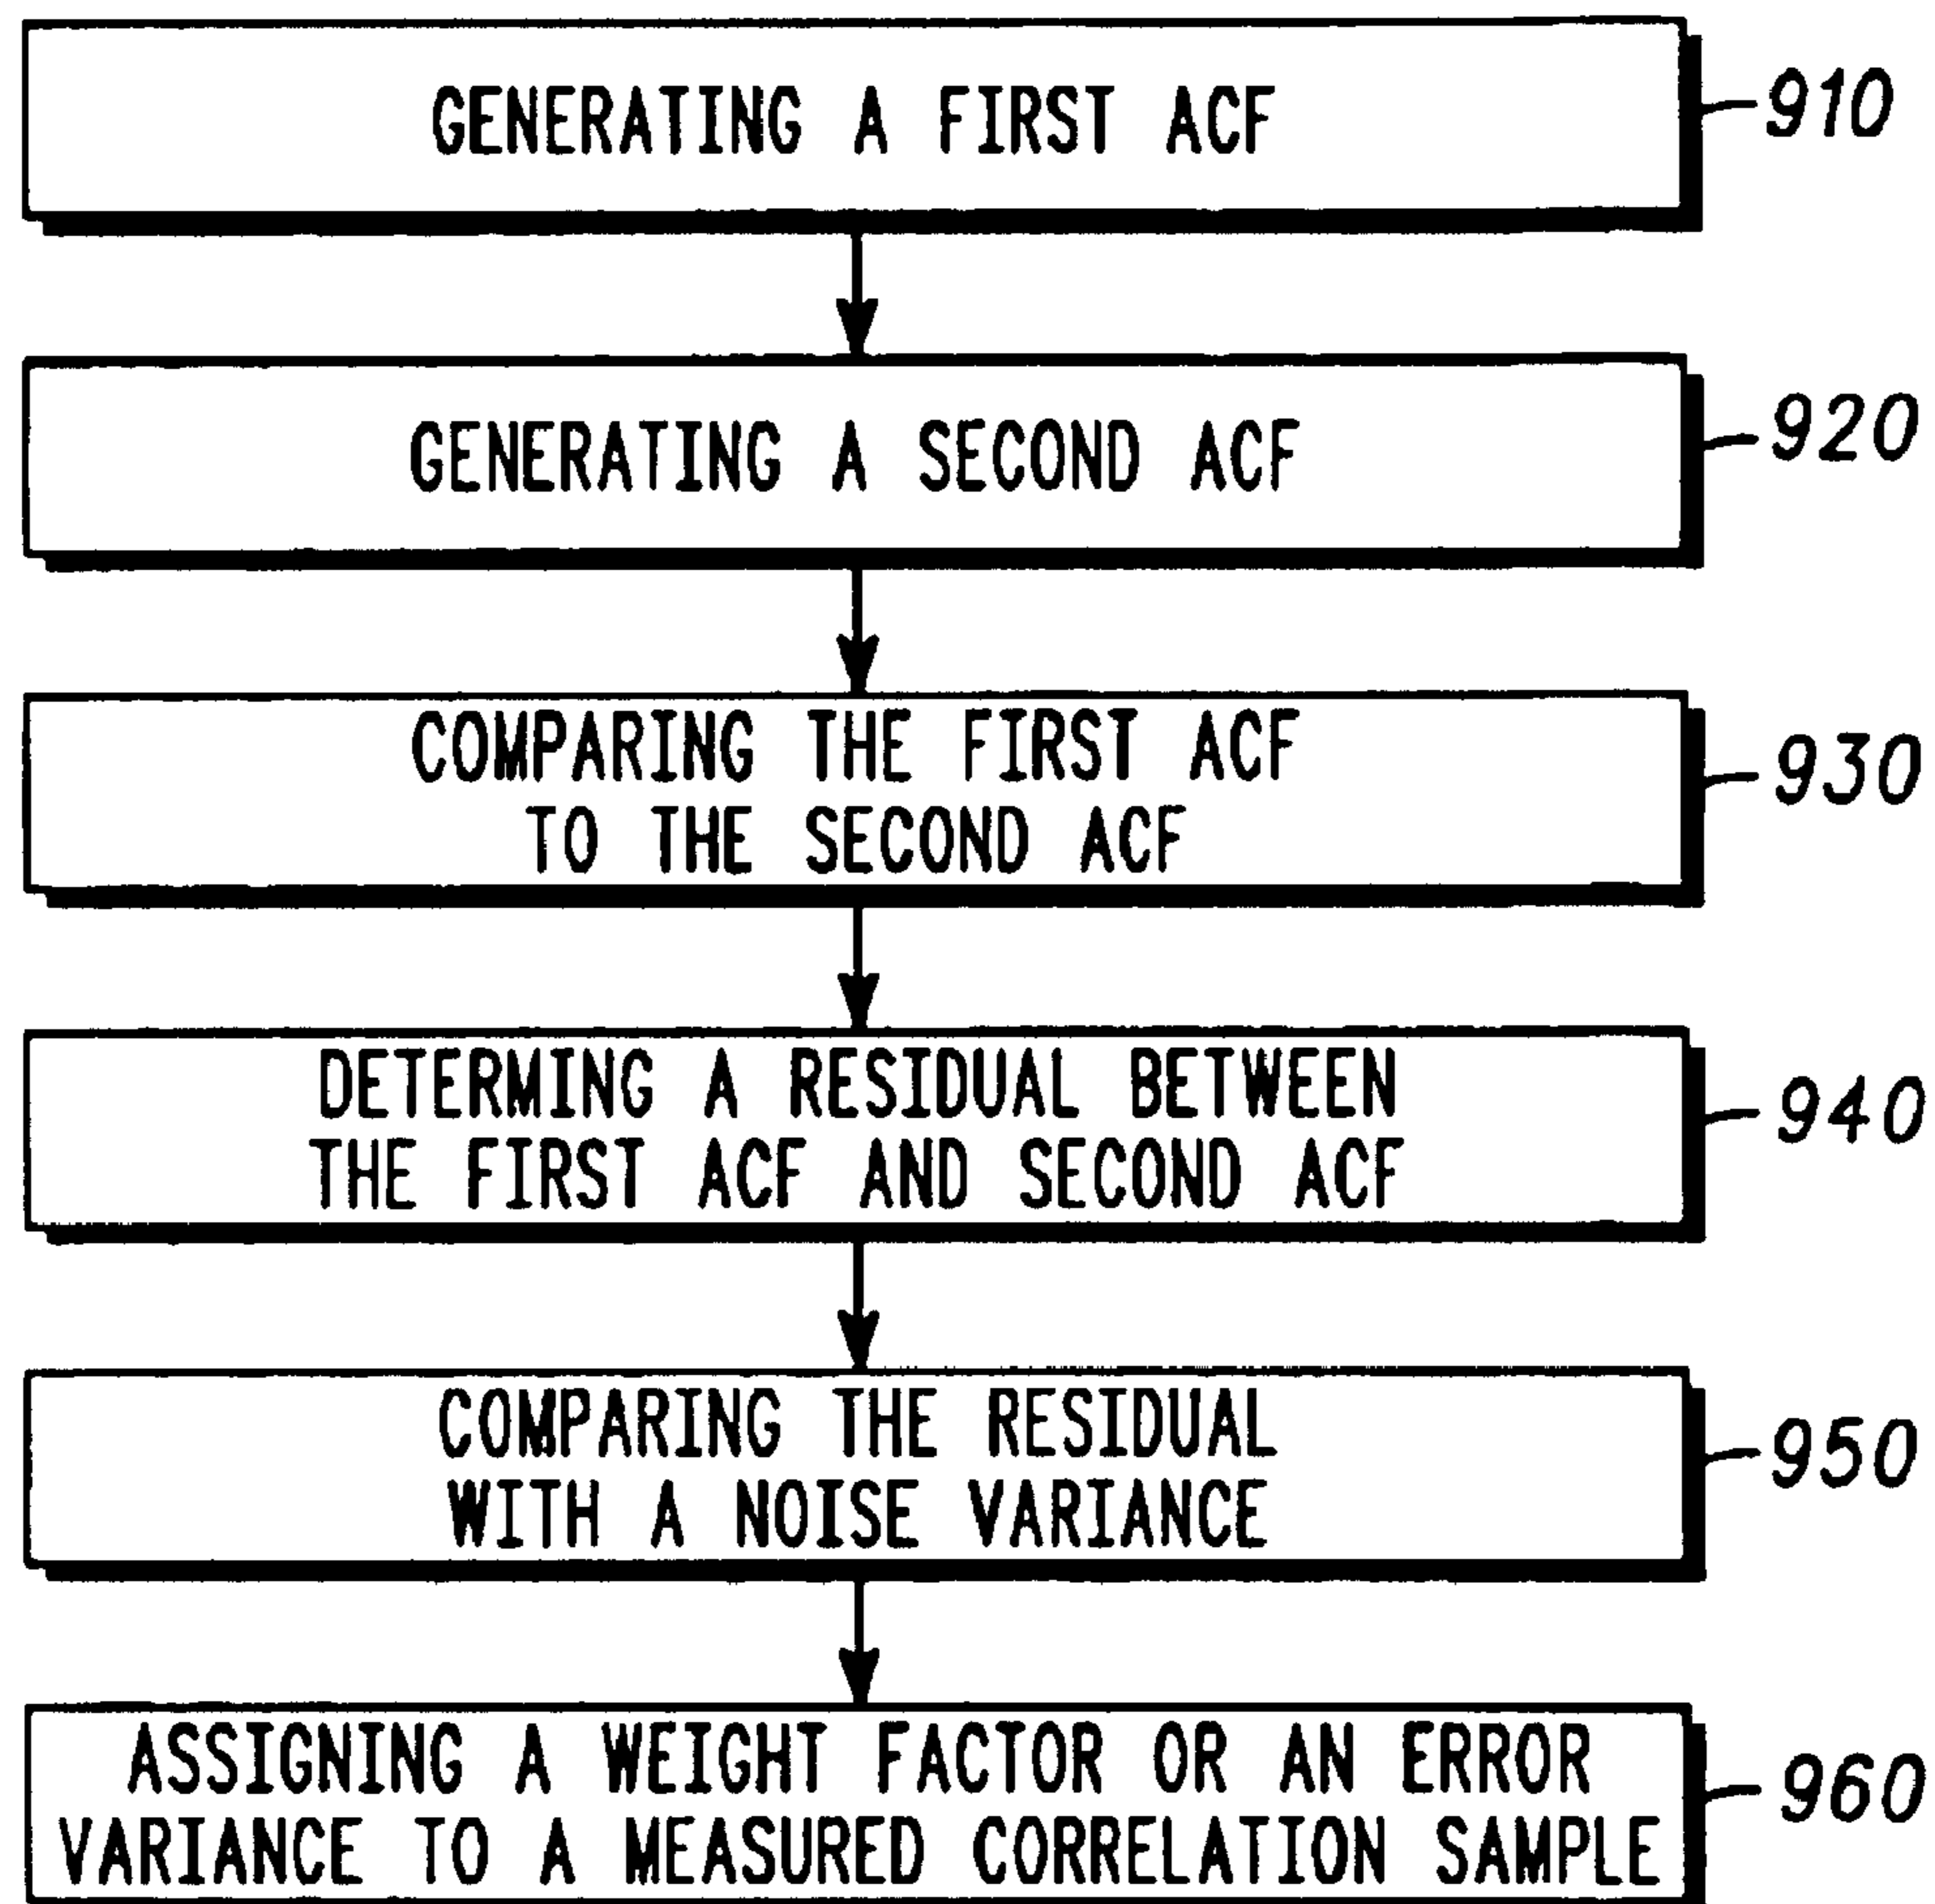 GENERATING A FIRST ACF
910
GENERATING A SECOND ACF
920
COMPARING THE FIRST ACF
TO THE SECOND ACF
930
DETERMING A RESIDUAL BETWEEN
THE FIRST ACF AND SECOND ACF
940
COMPARING THE RESIDUAL
WITH A NOISE VARIANCE
950
ASSIGNING A WEIGHT FACTOR OR AN ERROR
VARIANCE TO A MEASURED CORRELATION SAMPLE
960